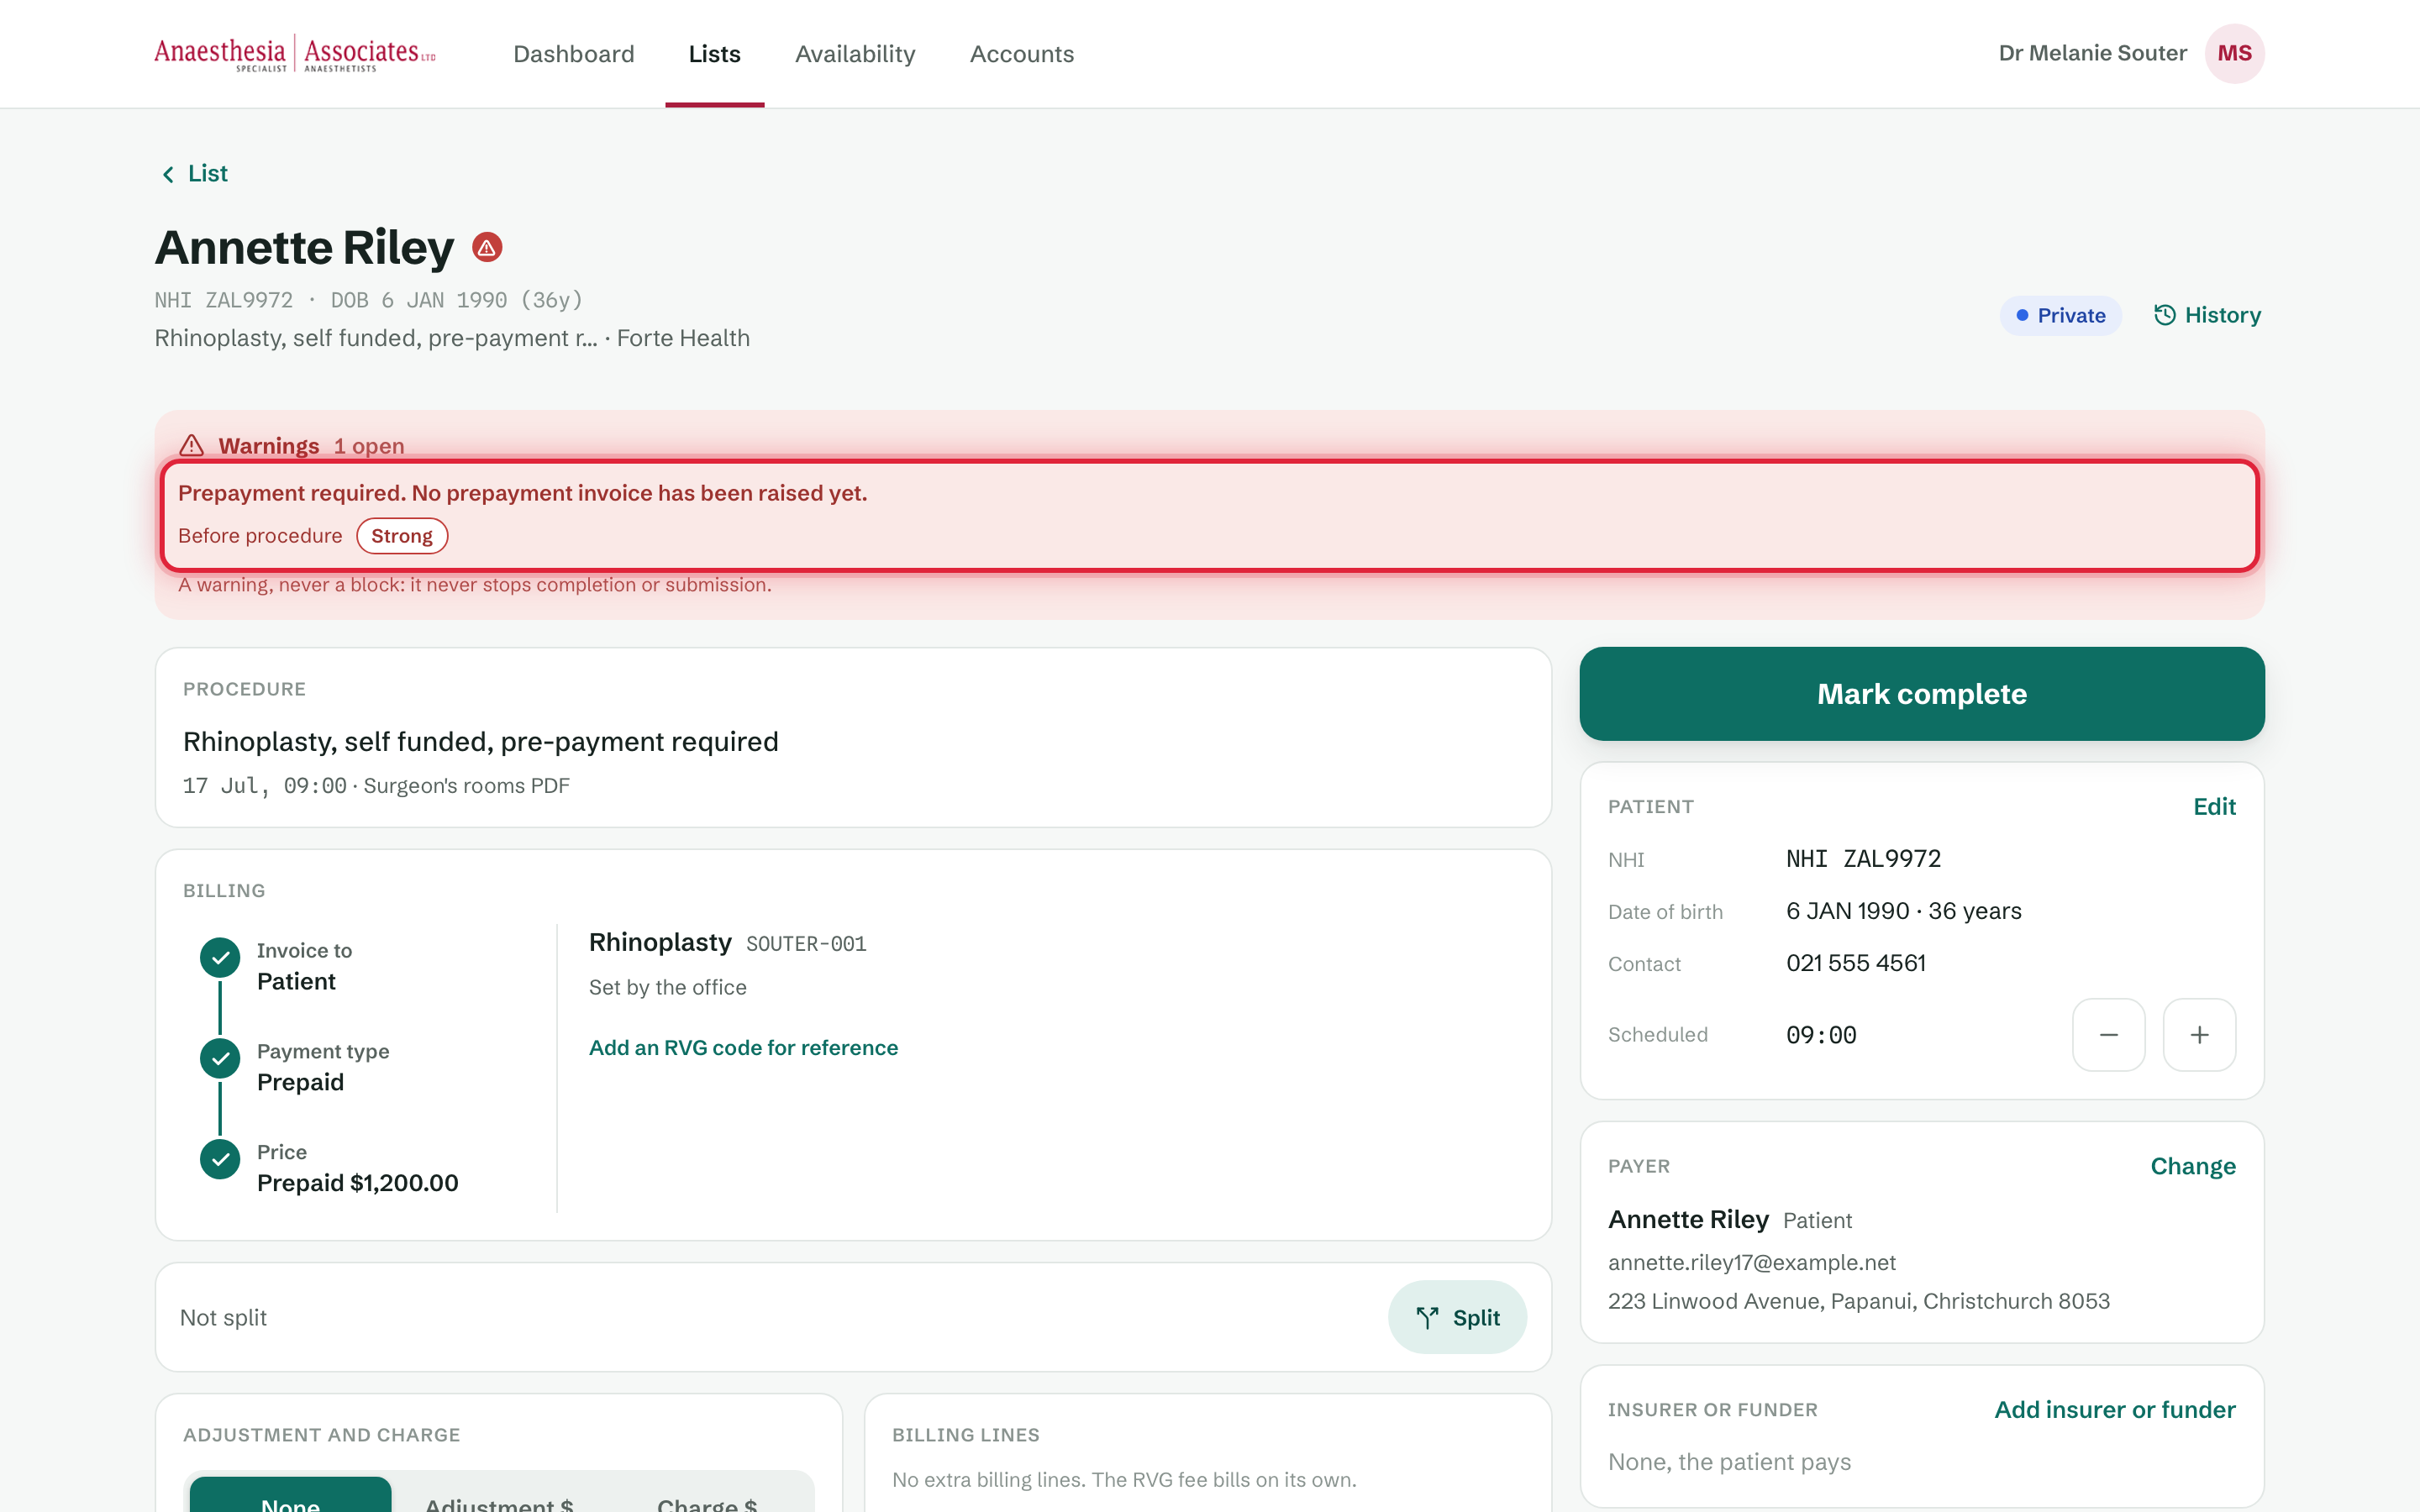 Anaesthesia | Associates LTD
SPECIALIST ANAESTHETISTS
Dashboard
Lists
Availability
Accounts
Dr Melanie Souter
MS
List
Annette Riley
NHI ZAL9972 · DOB 6 JAN 1990 (36y)
Rhinoplasty, self funded, pre-payment r... · Forte Health
Private
History
Warnings 1 open
Prepayment required. No prepayment invoice has been raised yet.
Before procedure Strong
A warning, never a block: it never stops completion or submission.
PROCEDURE
Rhinoplasty, self funded, pre-payment required
17 Jul, 09:00 · Surgeon's rooms PDF
BILLING
Invoice to
Patient
Payment type
Prepaid
Price
Prepaid $1,200.00
Rhinoplasty SOUTER-001
Set by the office
Add an RVG code for reference
Not split
Split
ADJUSTMENT AND CHARGE
None
Adjustment $
Charge $
BILLING LINES
No extra billing lines. The RVG fee bills on its own.
Mark complete
PATIENT
Edit
NHI NHI ZAL9972
Date of birth 6 JAN 1990 · 36 years
Contact 021 555 4561
Scheduled 09:00 − +
PAYER
Change
Annette Riley Patient
annette.riley17@example.net
223 Linwood Avenue, Papanui, Christchurch 8053
INSURER OR FUNDER
Add insurer or funder
None, the patient pays